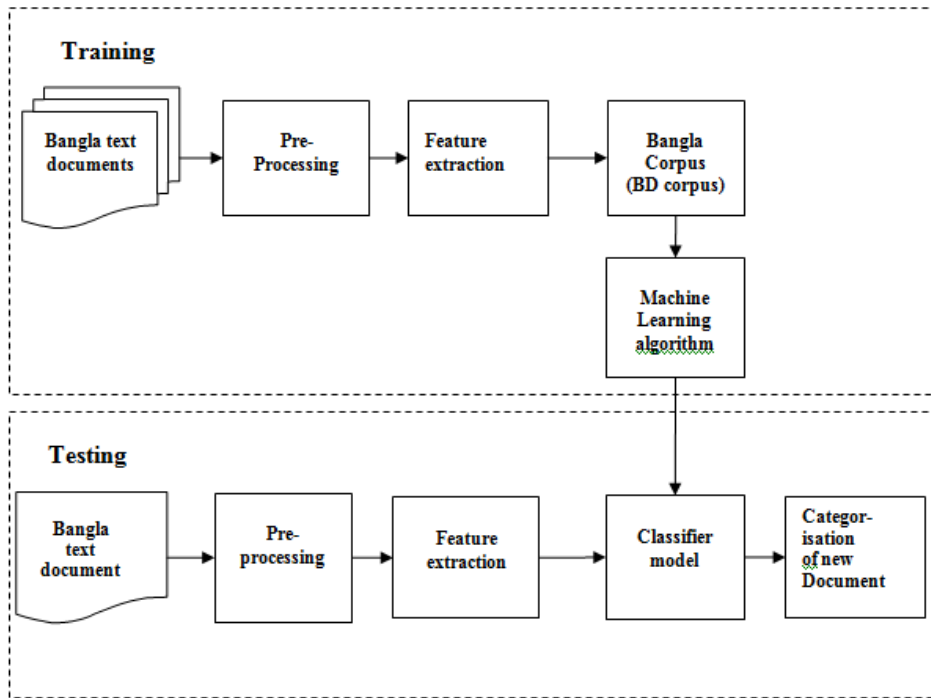 Training
Bangla text
documents
Pre-
Processing
Feature
extraction
Bangla
Corpus
(BD corpus)
Machine
Learning
algorithm
Testing
Bangla
text
document
Pre-
processing
Feature
extraction
Classifier
model
Categor-
isation
of new
Document